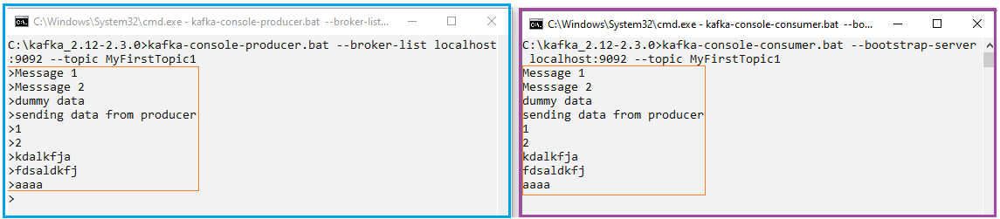 C:\Windows\System32\cmd.exe - kafka-console-producer.bat --broker-list...
C:\kafka_2.12-2.3.0>kafka-console-producer.bat --broker-list localhost
:9092 --topic MyFirstTopic1
>Message 1
>Messsage 2
>dummy data
>sending data from producer
>1
>2
>kdalkfja
>fdsaldkfj
>aaaa
>
C:\Windows\System32\cmd.exe - kafka-console-consumer.bat --bo...
C:\kafka_2.12-2.3.0>kafka-console-consumer.bat --bootstrap-server
localhost:9092 --topic MyFirstTopic1
Message 1
Messsage 2
dummy data
sending data from producer
1
2
kdalkfja
fdsaldkfj
aaaa